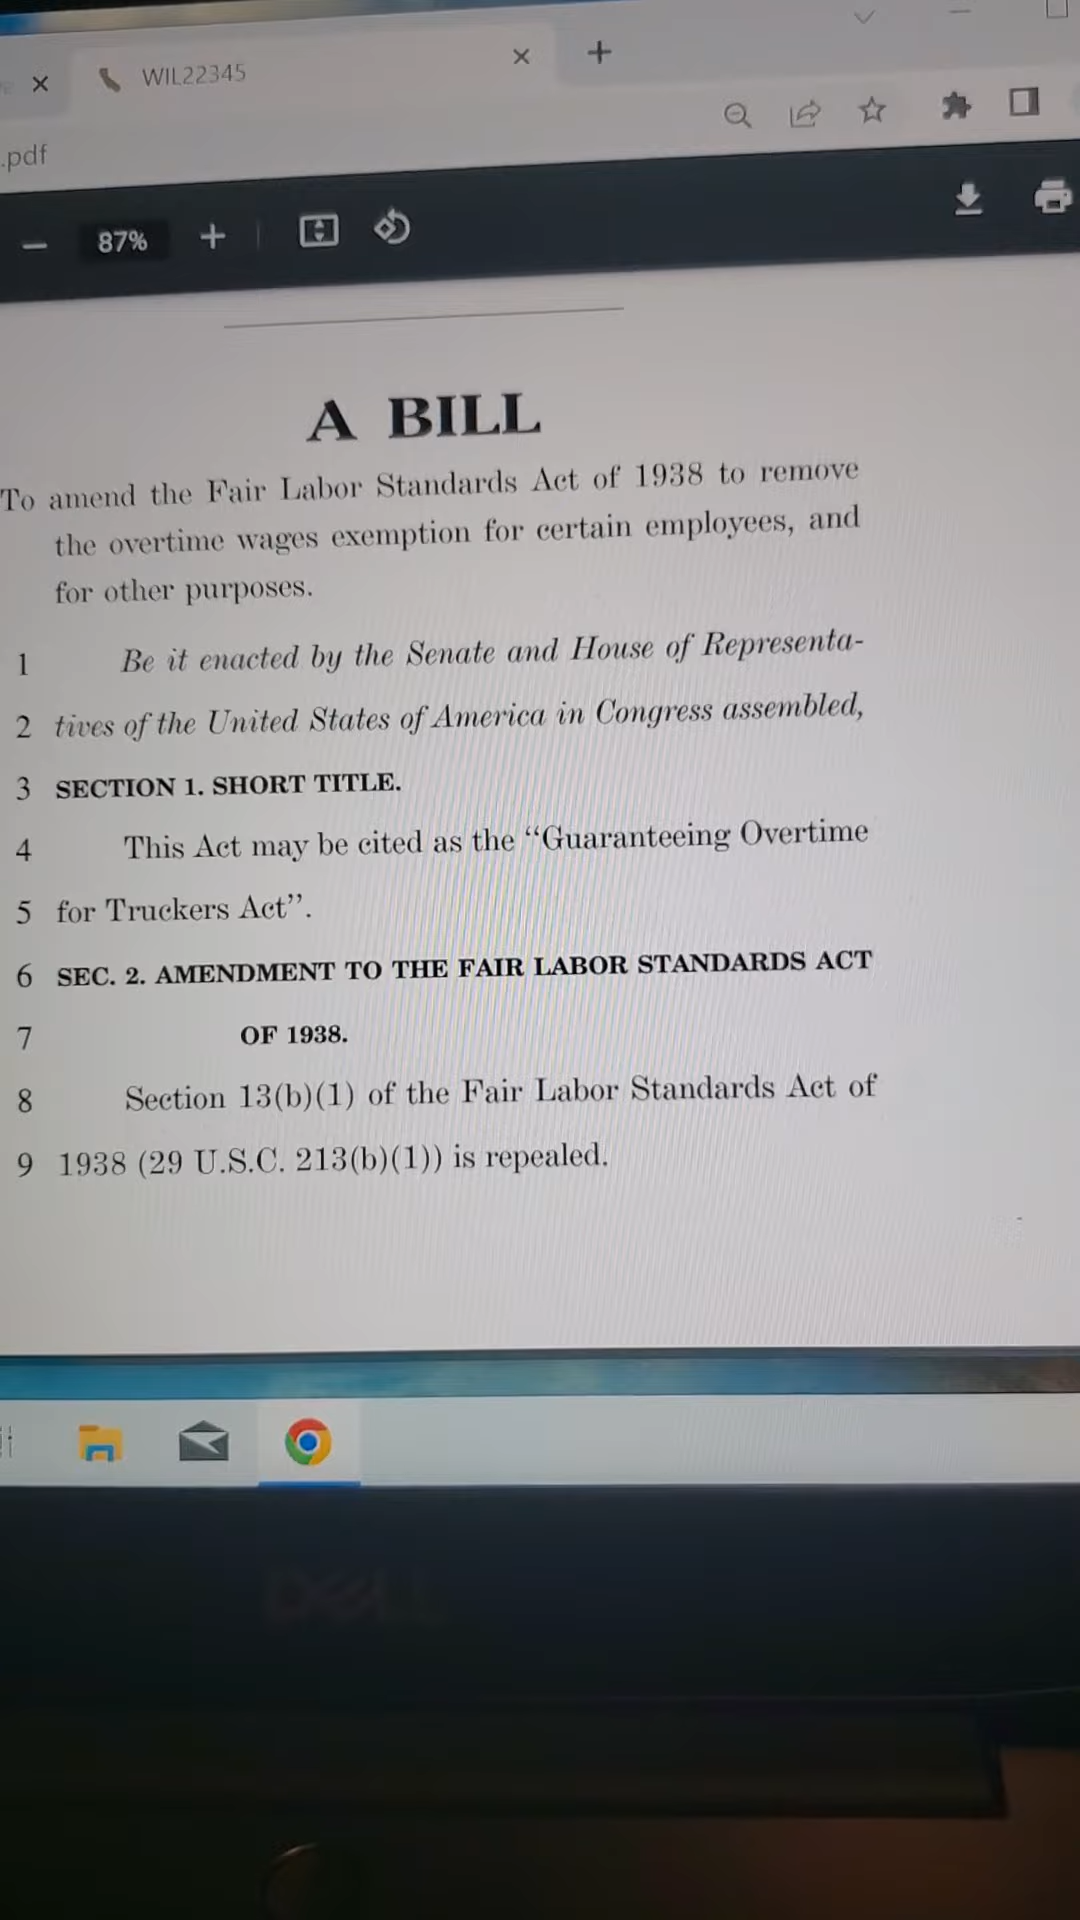 WIL22345
.pdf
87%
A BILL
To amend the Fair Labor Standards Act of 1938 to remove
the overtime wages exemption for certain employees, and
for other purposes.
1 Be it enacted by the Senate and House of Representa-
2 tives of the United States of America in Congress assembled,
3 SECTION 1. SHORT TITLE.
4 This Act may be cited as the “Guaranteeing Overtime
5 for Truckers Act”.
6 SEC. 2. AMENDMENT TO THE FAIR LABOR STANDARDS ACT
7 OF 1938.
8 Section 13(b)(1) of the Fair Labor Standards Act of
9 1938 (29 U.S.C. 213(b)(1)) is repealed.
DELL